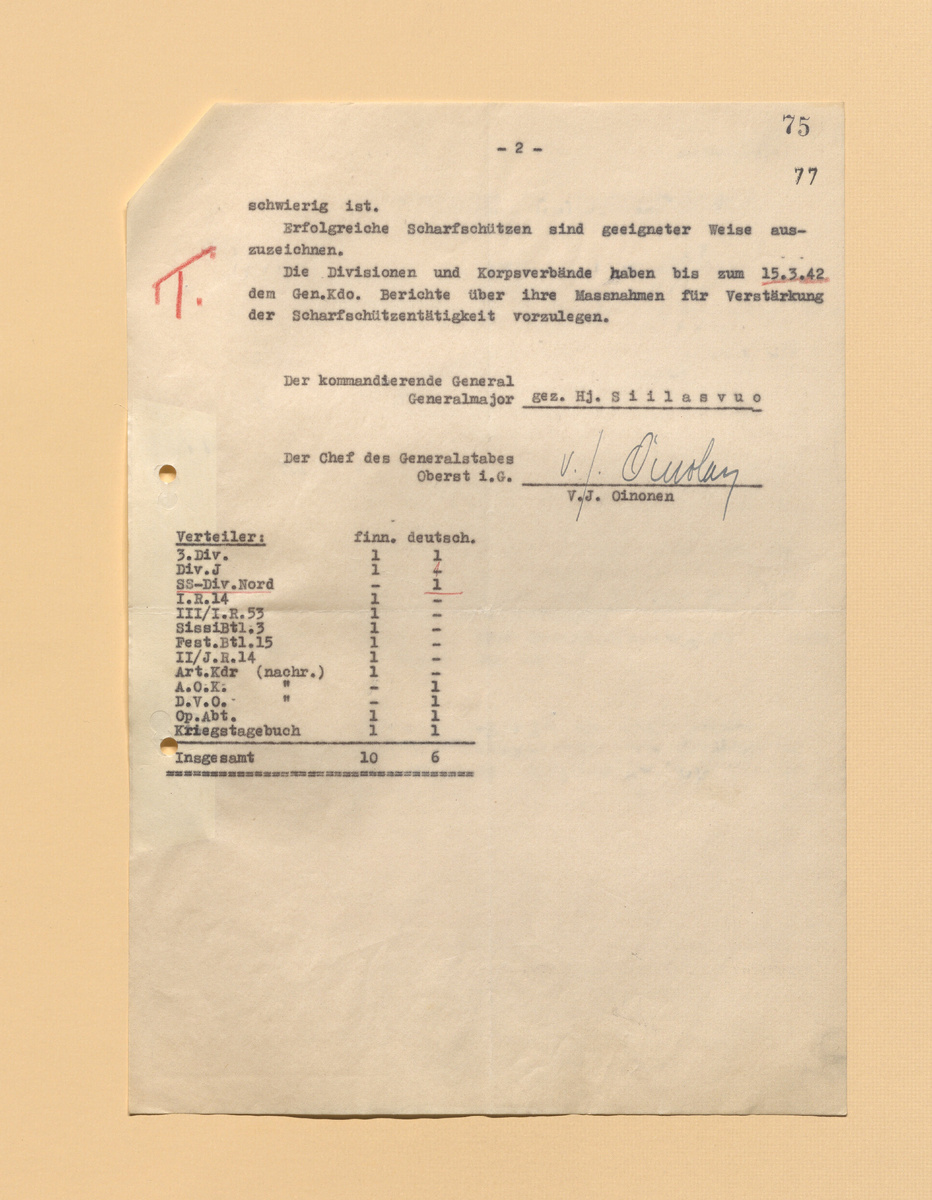 75
- 2 -
77
schwierig ist.
Erfolgreiche Scharfschützen sind geeigneter Weise aus-
zuzeichnen.
T.
Die Divisionen und Korpsverbände haben bis zum 15.3.42
dem Gen.Kdo. Berichte über ihre Massnahmen für Verstärkung
der Scharfschützentätigkeit vorzulegen.
Der kommandierende General
Generalmajor gez. Hj. S i i l a s v u o
Der Chef des Generalstabes
Oberst i.G.
V.J. Oinonen
Verteiler: finn. deutsch.
3.Div. 1 1
Div.J 1 -
SS-Div.Nord - 1
I.R.14 1 -
III/I.R.53 1 -
SissiBtl.3 1 -
Fest.Btl.15 1 -
II/J.R.14 1 -
Art.Kdr (nachr.) 1 -
A.O.K. " - 1
D.V.O. " - 1
Op.Abt. 1 1
Kriegstagebuch 1 1
Insgesamt 10 6